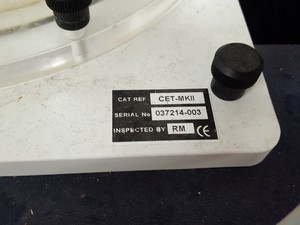 CAT REF CET-MKII
SERIAL No 037214-003
INSPECTED BY RM CE